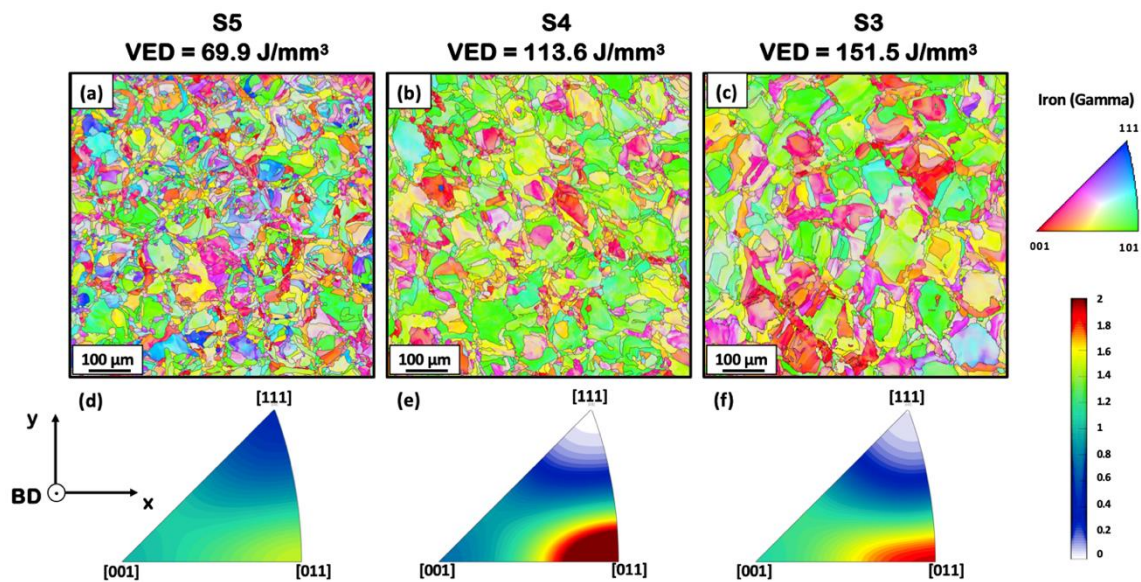 S5
VED = 69.9 J/mm³
S4
VED = 113.6 J/mm³
S3
VED = 151.5 J/mm³
(a)
(b)
(c)
100 µm
100 µm
100 µm
Iron (Gamma)
111
001
101
2
1.8
1.6
1.4
1.2
1
0.8
0.6
0.4
0.2
0
(d)
[111]
[001]
[011]
(e)
[111]
[001]
[011]
(f)
[111]
[001]
[011]
y
BD
x